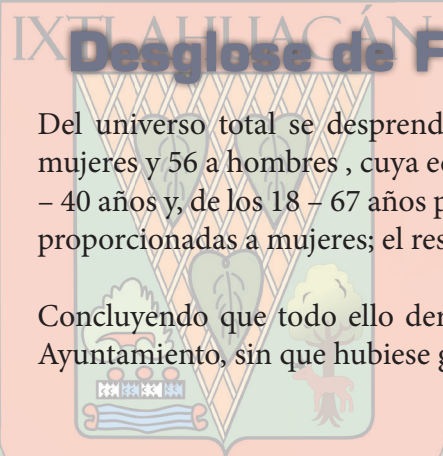 IXTLAHUACÁN
Desglose de F
Del universo total se desprend
mujeres y 56 a hombres , cuya e
– 40 años y, de los 18 – 67 años p
proporcionadas a mujeres; el res
Concluyendo que todo ello der
Ayuntamiento, sin que hubiese g